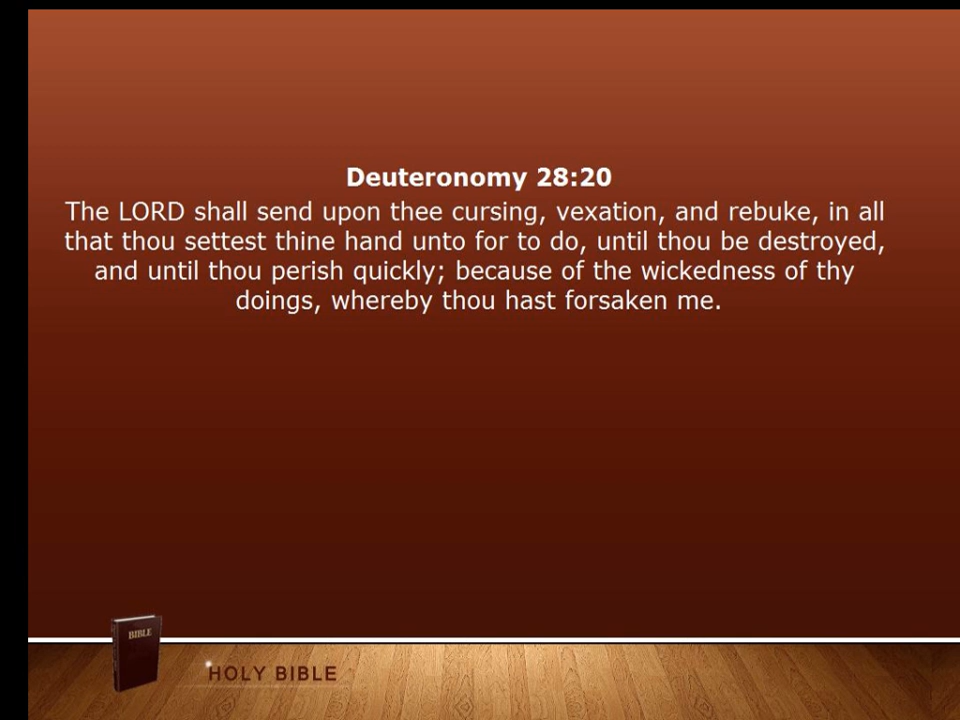 Deuteronomy 28:20
The LORD shall send upon thee cursing, vexation, and rebuke, in all
that thou settest thine hand unto for to do, until thou be destroyed,
and until thou perish quickly; because of the wickedness of thy
doings, whereby thou hast forsaken me.
BIBLE
HOLY BIBLE